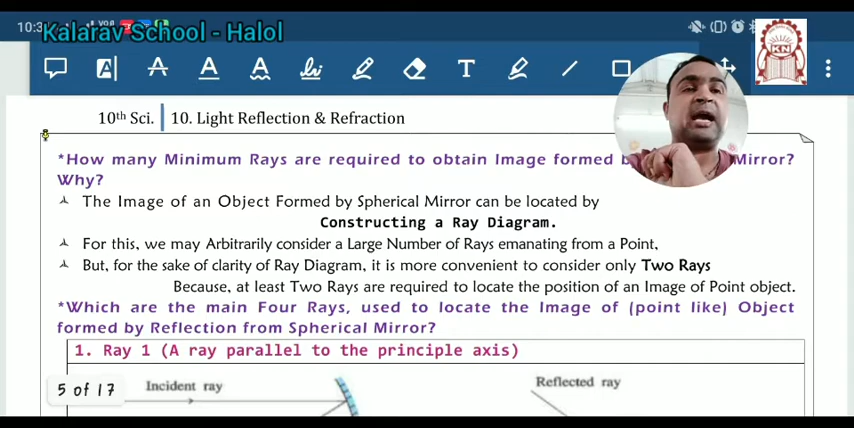 10:3
Kalarav School - Halol
KN
10th Sci. 10. Light Reflection & Refraction
*How many Minimum Rays are required to obtain Image formed b Mirror?
Why?
The Image of an Object Formed by Spherical Mirror can be located by
Constructing a Ray Diagram.
For this, we may Arbitrarily consider a Large Number of Rays emanating from a Point,
But, for the sake of clarity of Ray Diagram, it is more convenient to consider only Two Rays
Because, at least Two Rays are required to locate the position of an Image of Point object.
*Which are the main Four Rays, used to locate the Image of (point like) Object
formed by Reflection from Spherical Mirror?
1. Ray 1 (A ray parallel to the principle axis)
5 of 17
Incident ray
Reflected ray